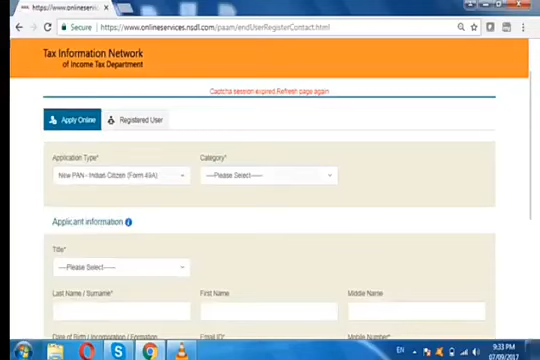 https://www.onlineservic
Secure
https://www.onlineservices.nsdl.com/paam/endUserRegisterContact.html
Tax Information Network
of Income Tax Department
Captcha session expired.Refresh page again
Apply Online
Registered User
Application Type*
Category*
New PAN - Indian Citizen (Form 49A)
----Please Select-----
Applicant information
Title*
----Please Select-----
Last Name / Surname*
First Name
Middle Name
Date of Birth / Incorporation / Formation
Email ID*
Mobile Number*
EN
9:33 PM
07/09/2017